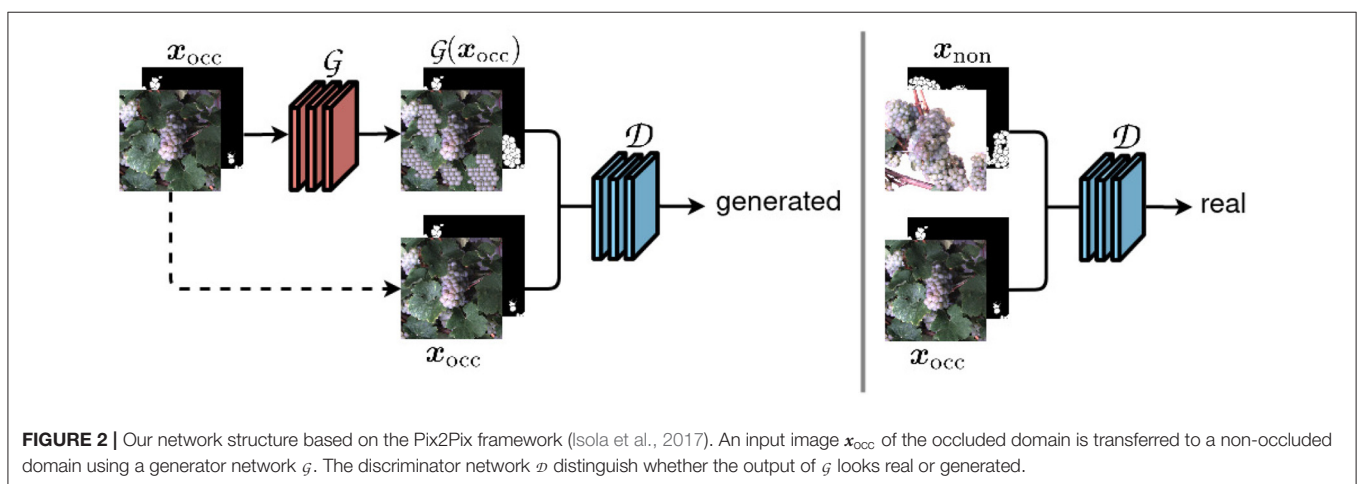 x_occ
𝒢
𝒢(x_occ)
𝒟
generated
x_occ
x_non
𝒟
real
x_occ
FIGURE 2 | Our network structure based on the Pix2Pix framework (Isola et al., 2017). An input image x_occ of the occluded domain is transferred to a non-occluded
domain using a generator network 𝒢. The discriminator network 𝒟 distinguish whether the output of 𝒢 looks real or generated.